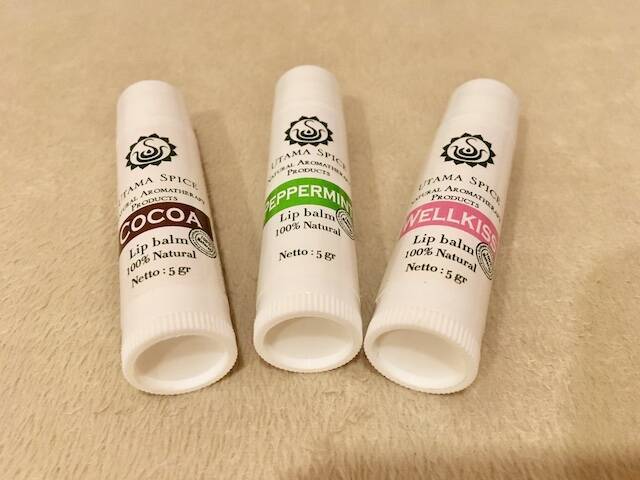 UTAMA SPICE
NATURAL AROMATHERAPY
PRODUCTS
COCOA
Lip balm
100% Natural
Netto : 5 gr
UTAMA SPICE
NATURAL AROMATHERAPY
PRODUCTS
PEPPERMINT
Lip balm
100% Natural
Netto : 5 gr
UTAMA SPICE
NATURAL AROMATHERAPY
PRODUCTS
WELLKISS
Lip balm
100% Natural
Netto : 5 gr